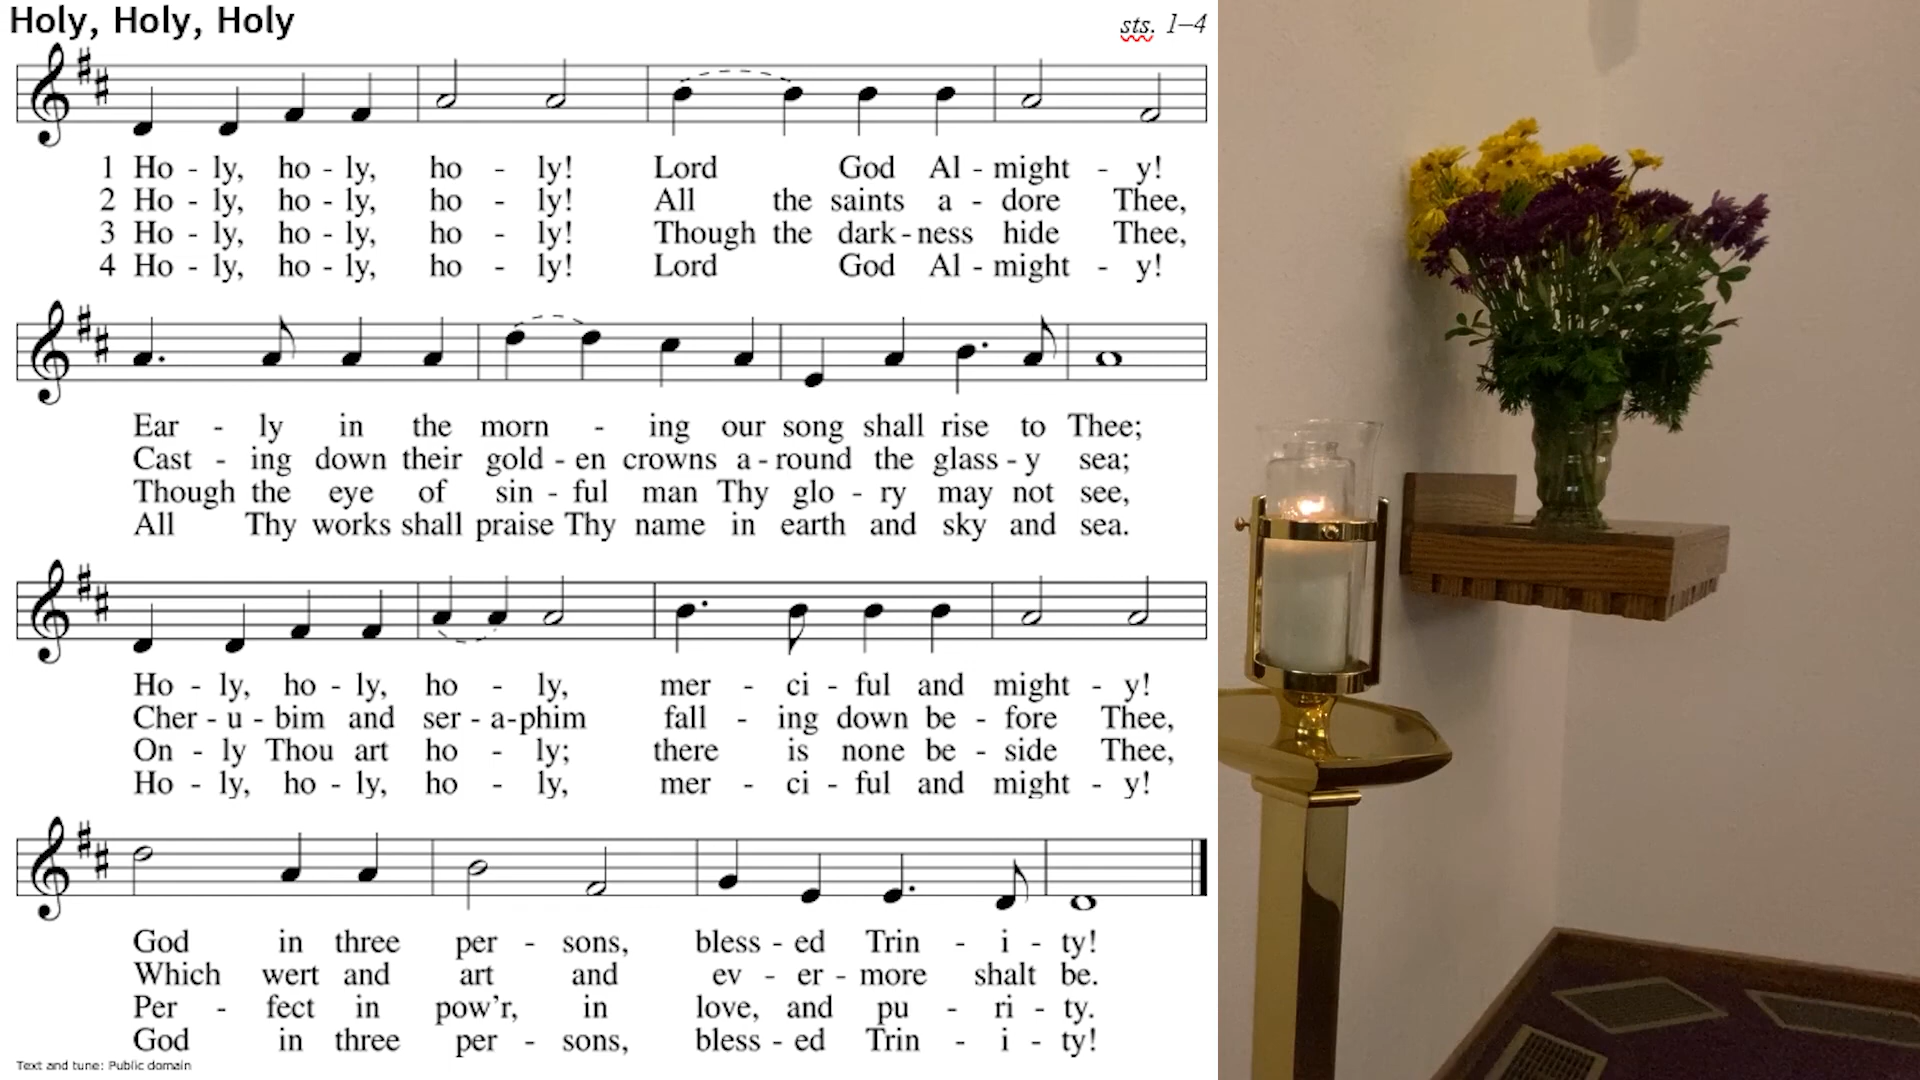 Holy, Holy, Holy
sts. 1–4
1 Ho - ly, ho - ly, ho - ly! Lord God Al - might - y!
2 Ho - ly, ho - ly, ho - ly! All the saints a - dore Thee,
3 Ho - ly, ho - ly, ho - ly! Though the dark - ness hide Thee,
4 Ho - ly, ho - ly, ho - ly! Lord God Al - might - y!
Ear - ly in the morn - ing our song shall rise to Thee;
Cast - ing down their gold - en crowns a - round the glass - y sea;
Though the eye of sin - ful man Thy glo - ry may not see,
All Thy works shall praise Thy name in earth and sky and sea.
Ho - ly, ho - ly, ho - ly, mer - ci - ful and might - y!
Cher - u - bim and ser - a - phim fall - ing down be - fore Thee,
On - ly Thou art ho - ly; there is none be - side Thee,
Ho - ly, ho - ly, ho - ly, mer - ci - ful and might - y!
God in three per - sons, bless - ed Trin - i - ty!
Which wert and art and ev - er - more shalt be.
Per - fect in pow'r, in love, and pu - ri - ty.
God in three per - sons, bless - ed Trin - i - ty!
Text and tune: Public domain